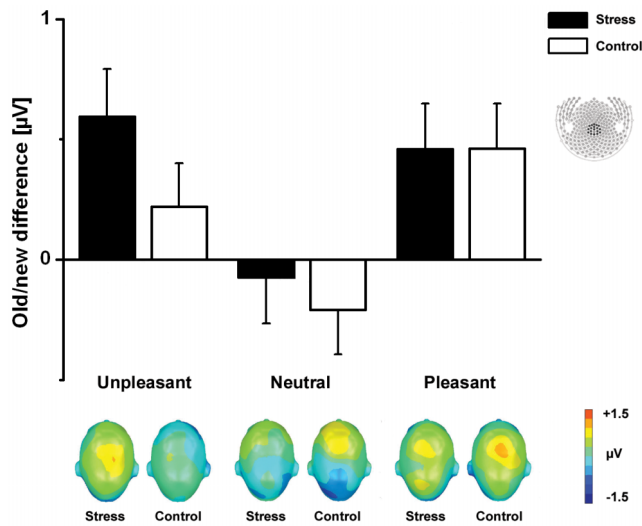 1
Stress
Control
Old/new difference [µV]
0
Unpleasant Neutral Pleasant
+1.5
µV
-1.5
Stress Control Stress Control Stress Control